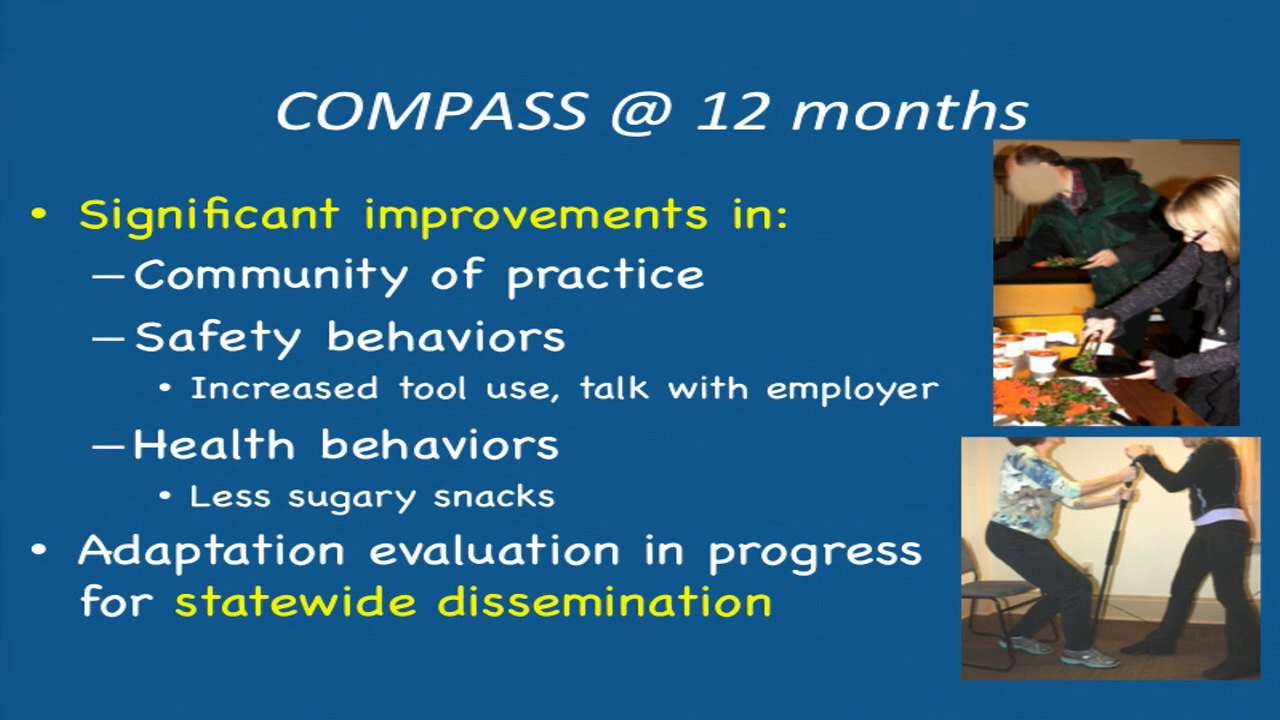 COMPASS @ 12 months
• Significant improvements in:
– Community of practice
– Safety behaviors
• Increased tool use, talk with employer
– Health behaviors
• Less sugary snacks
• Adaptation evaluation in progress
for statewide dissemination